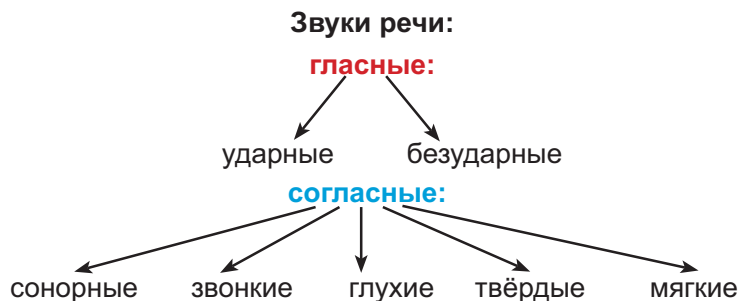 Звуки речи:
гласные:
ударные безударные
согласные:
сонорные звонкие глухие твёрдые мягкие